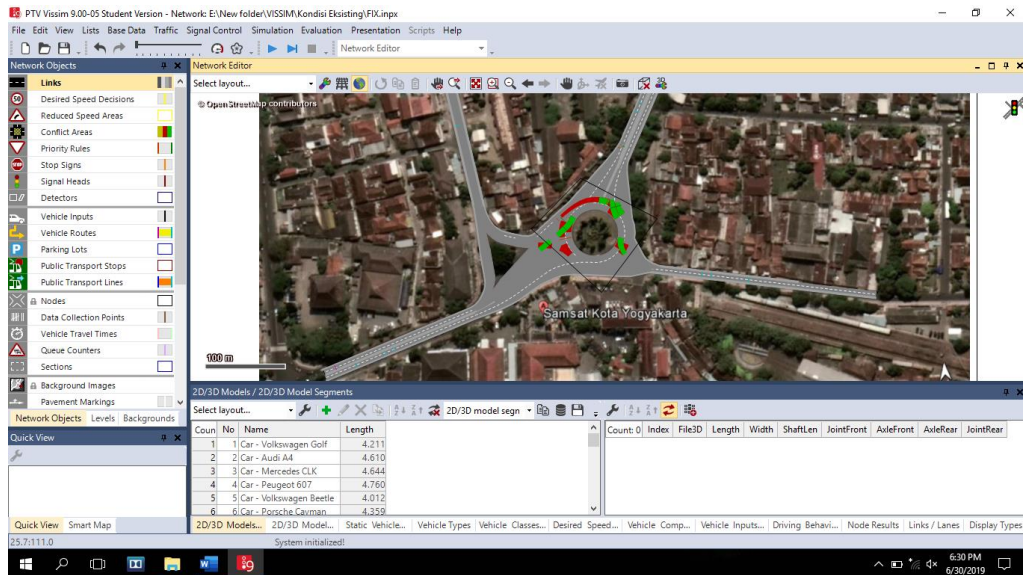 PTV Vissim 9.00-05 Student Version - Network: E:\New folder\VISSIM\Kondisi Eksisting\FIX.inpx
File Edit View Lists Base Data Traffic Signal Control Simulation Evaluation Presentation Scripts Help
Network Editor
Network Objects
Links
Desired Speed Decisions
Reduced Speed Areas
Conflict Areas
Priority Rules
Stop Signs
Signal Heads
Detectors
Vehicle Inputs
Vehicle Routes
Parking Lots
Public Transport Stops
Public Transport Lines
Nodes
Data Collection Points
Vehicle Travel Times
Queue Counters
Sections
Background Images
Pavement Markings
Network Objects Levels Backgrounds
Quick View
Quick View Smart Map
Network Editor
Select layout...
© OpenStreetMap contributors
Samsat Kota Yogyakarta
100 m
2D/3D Models / 2D/3D Model Segments
Select layout... 2D/3D model segn
Coun No Name Length
1 1 Car - Volkswagen Golf 4.211
2 2 Car - Audi A4 4.610
3 3 Car - Mercedes CLK 4.644
4 4 Car - Peugeot 607 4.760
5 5 Car - Volkswagen Beetle 4.012
6 6 Car - Porsche Cayman 4.359
Count: 0 Index File3D Length Width ShaftLen JointFront AxleFront AxleRear JointRear
2D/3D Models... 2D/3D Model... Static Vehicle... Vehicle Types Vehicle Classes... Desired Speed... Vehicle Comp... Vehicle Inputs... Driving Behavi... Node Results Links / Lanes Display Types
25.7:111.0 System initialized!
6:30 PM
6/30/2019